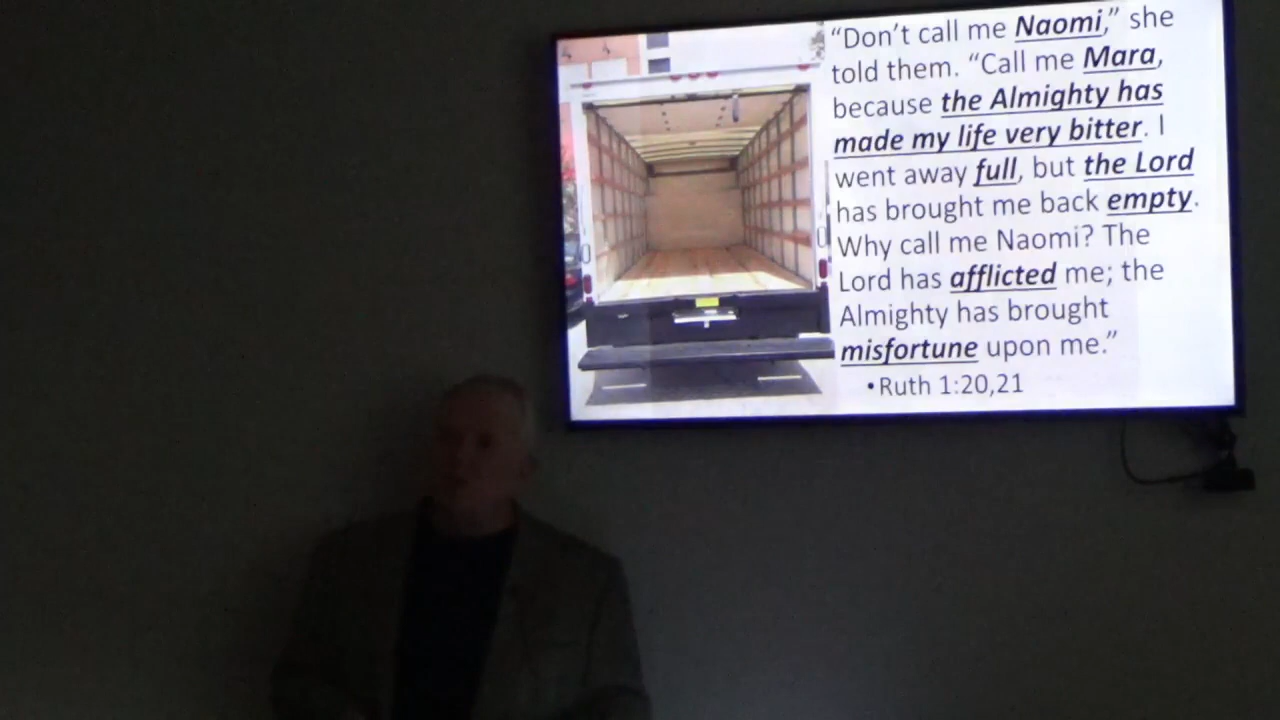 “Don’t call me Naomi,” she
told them. “Call me Mara,
because the Almighty has
made my life very bitter. I
went away full, but the Lord
has brought me back empty.
Why call me Naomi? The
Lord has afflicted me; the
Almighty has brought
misfortune upon me.”
•Ruth 1:20,21